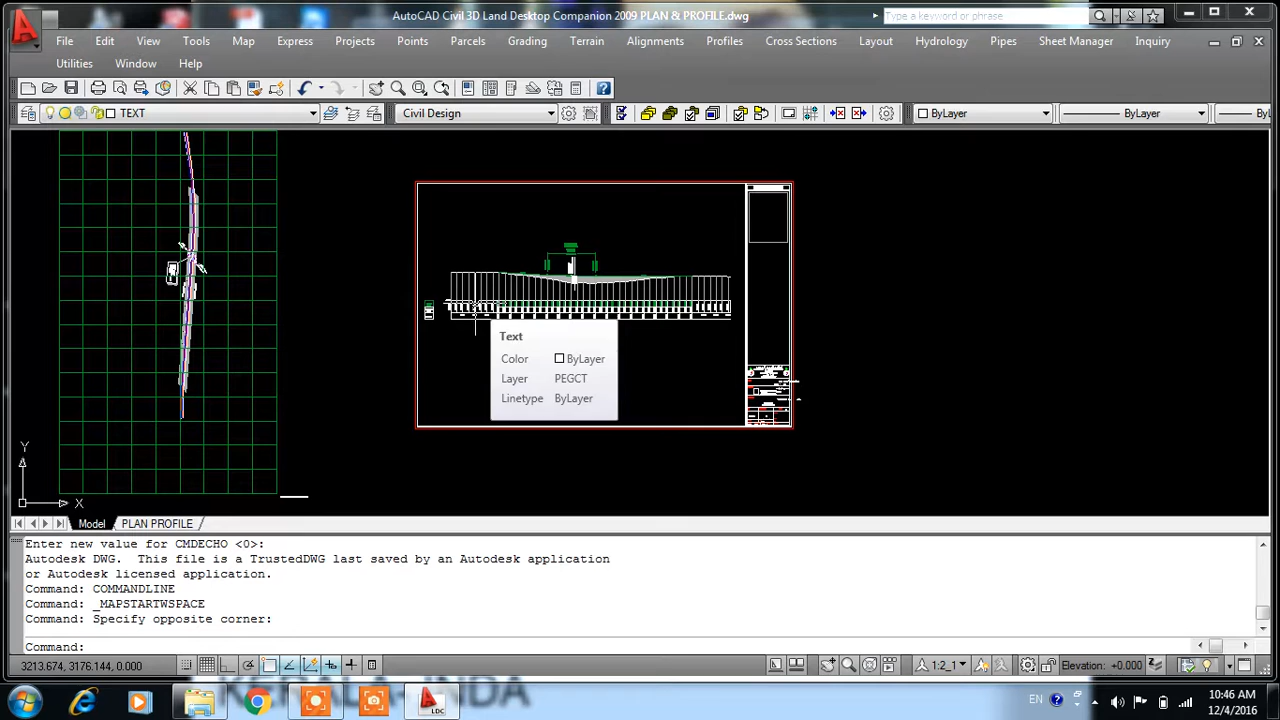 AutoCAD Civil 3D Land Desktop Companion 2009 PLAN & PROFILE.dwg
Type a keyword or phrase
File Edit View Tools Map Express Projects Points Parcels Grading Terrain Alignments Profiles Cross Sections Layout Hydrology Pipes Sheet Manager Inquiry
Utilities Window Help
TEXT
Civil Design
ByLayer
ByLayer
ByL
Text
Color ByLayer
Layer PEGCT
Linetype ByLayer
Y
X
Model PLAN PROFILE
Enter new value for CMDECHO <0>:
Autodesk DWG.  This file is a TrustedDWG last saved by an Autodesk application
or Autodesk licensed application.
Command: COMMANDLINE
Command: _MAPSTARTWSPACE
Command: Specify opposite corner:
Command:
3213.674, 3176.144, 0.000
1:2_1
Elevation: +0.000
LDC
EN
10:46 AM
12/4/2016